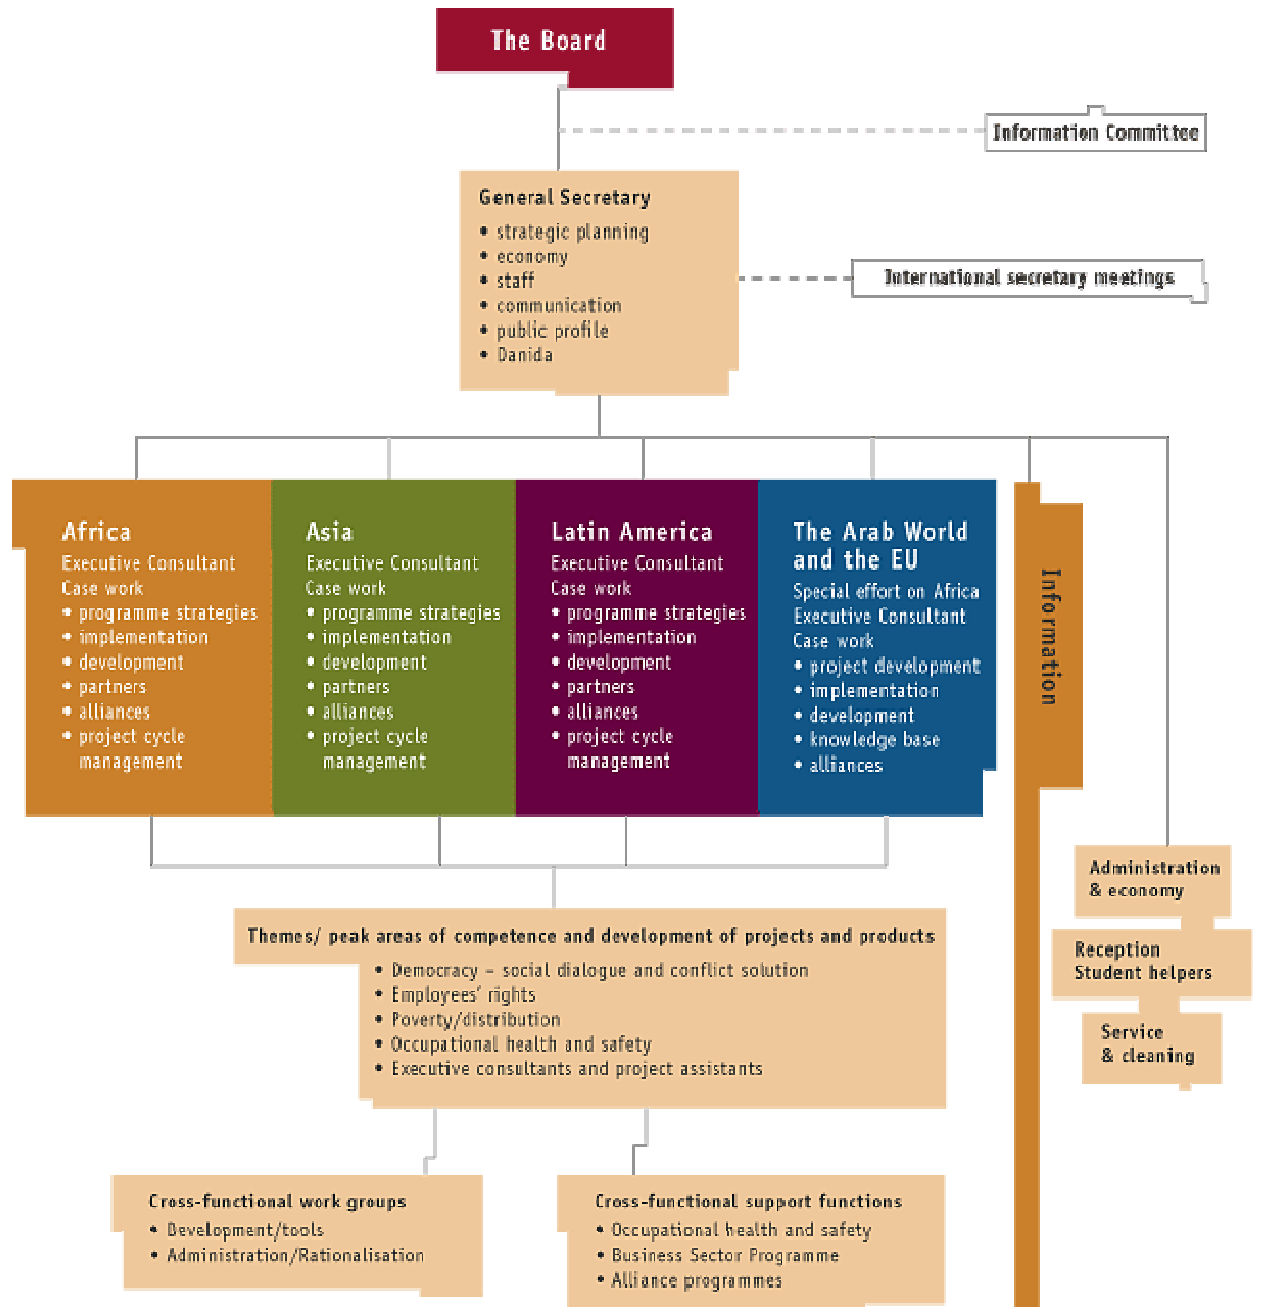 The Board
Information Committee
General Secretary
• strategic planning
• economy
• staff
• communication
• public profile
• Danida
International secretary meetings
Africa
Executive Consultant
Case work
• programme strategies
• implementation
• development
• partners
• alliances
• project cycle
management
Asia
Executive Consultant
Case work
• programme strategies
• implementation
• development
• partners
• alliances
• project cycle
management
Latin America
Executive Consultant
Case work
• programme strategies
• implementation
• development
• partners
• alliances
• project cycle
management
The Arab World
and the EU
Special effort on Africa
Executive Consultant
Case work
• project development
• implementation
• development
• knowledge base
• alliances
Information
Administration
& economy
Reception
Student helpers
Service
& cleaning
Themes/ peak areas of competence and development of projects and products
• Democracy – social dialogue and conflict solution
• Employees' rights
• Poverty/distribution
• Occupational health and safety
• Executive consultants and project assistants
Cross-functional work groups
• Development/tools
• Administration/Rationalisation
Cross-functional support functions
• Occupational health and safety
• Business Sector Programme
• Alliance programmes